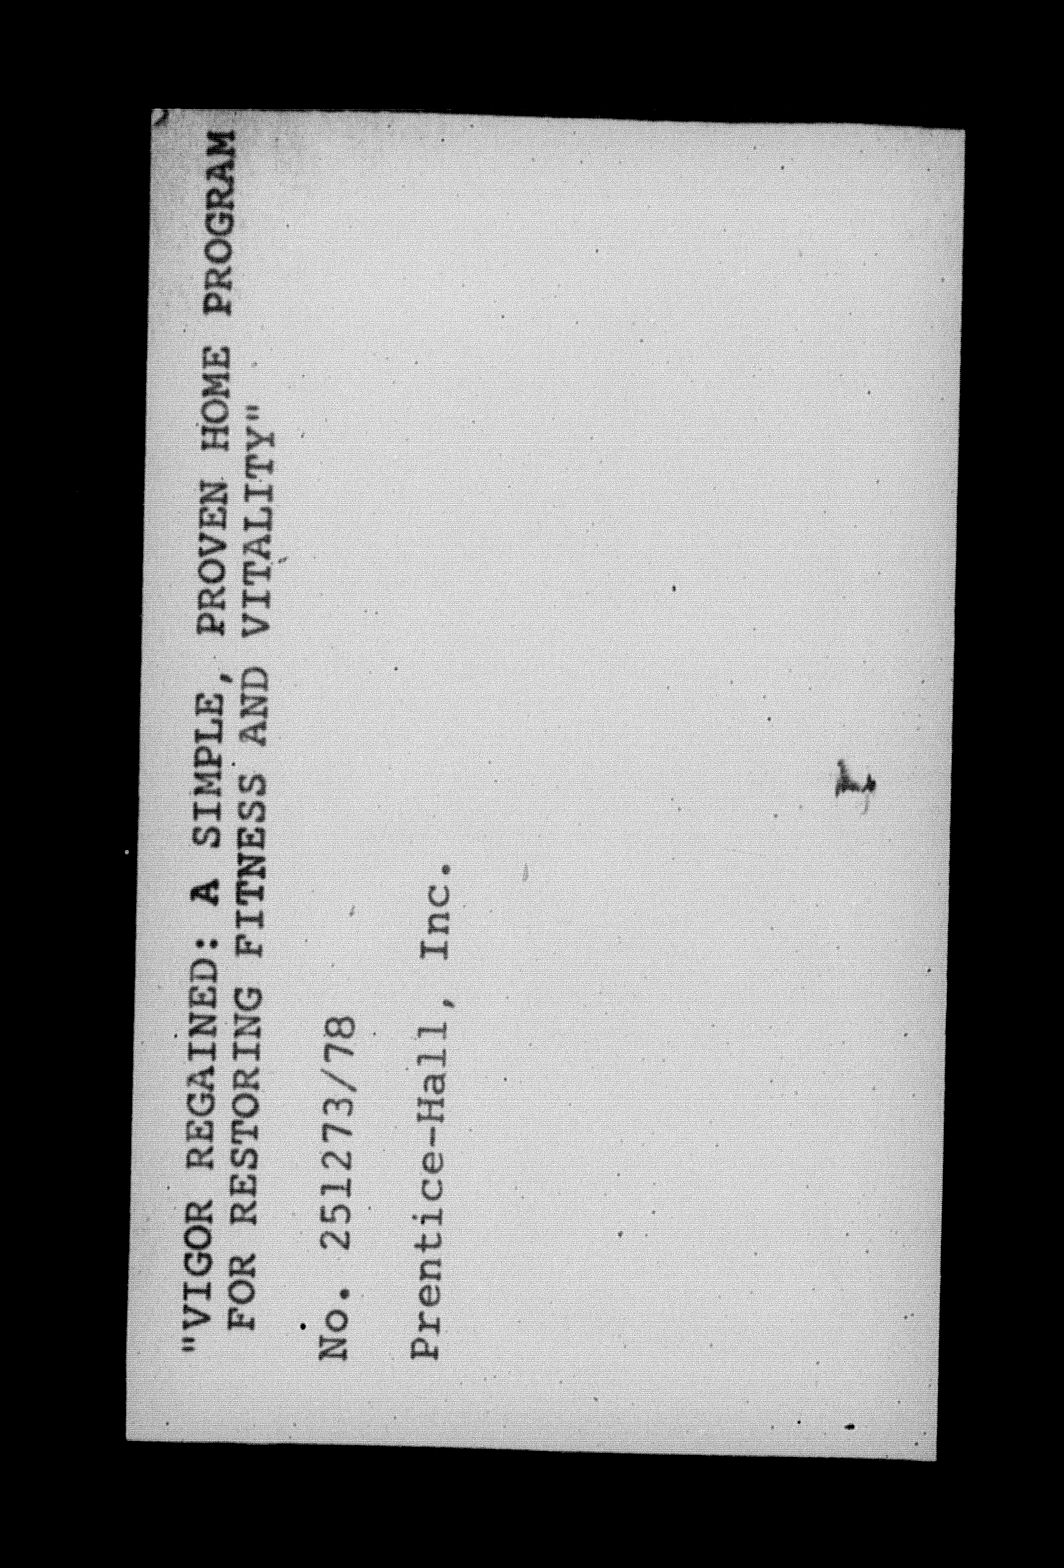 "VIGOR REGAINED: A SIMPLE, PROVEN HOME PROGRAM
FOR RESTORING FITNESS AND VITALITY"
No. 251273/78
Prentice-Hall, Inc.